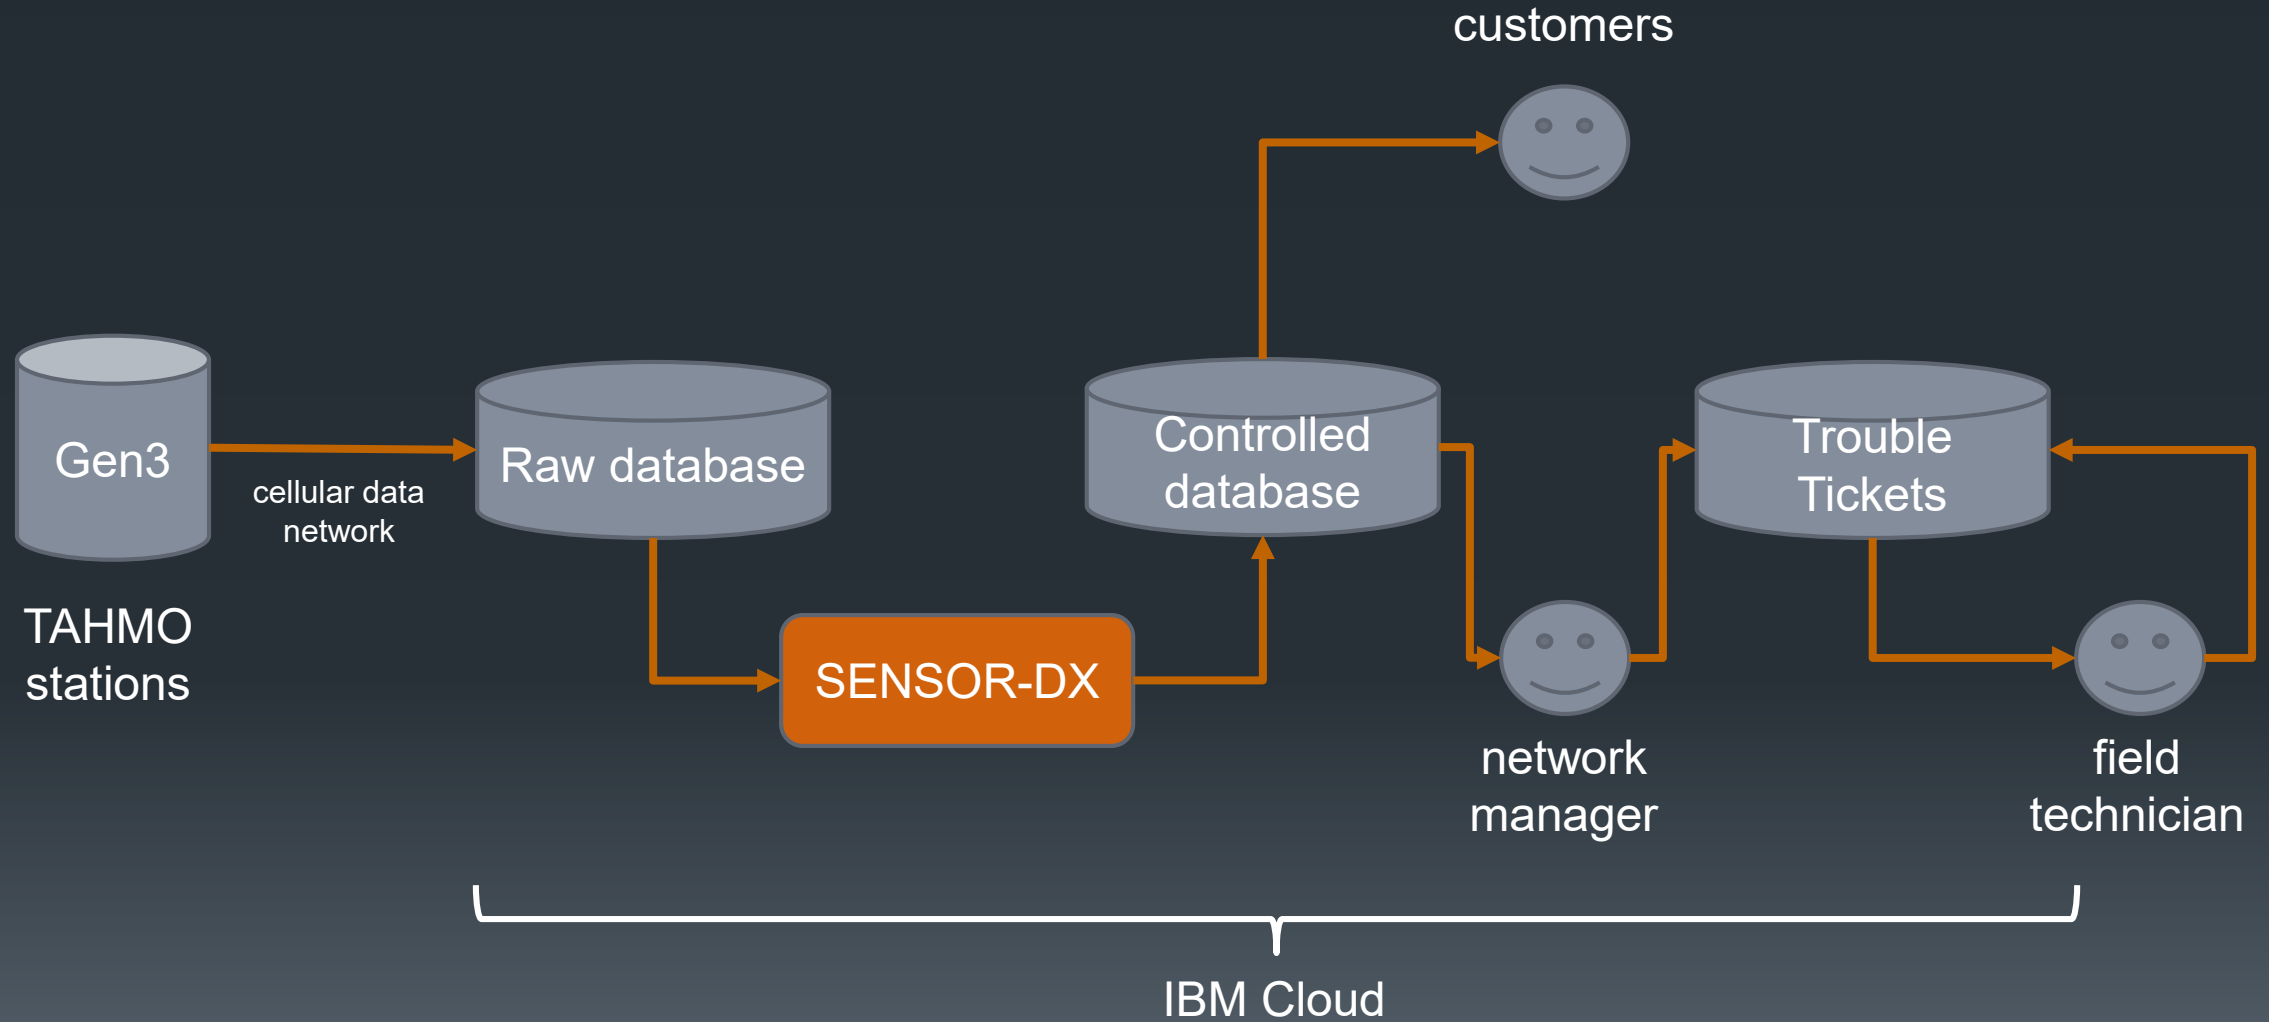 customers
Gen3
cellular data
network
TAHMO
stations
Raw database
SENSOR-DX
Controlled
database
Trouble
Tickets
network
manager
field
technician
IBM Cloud